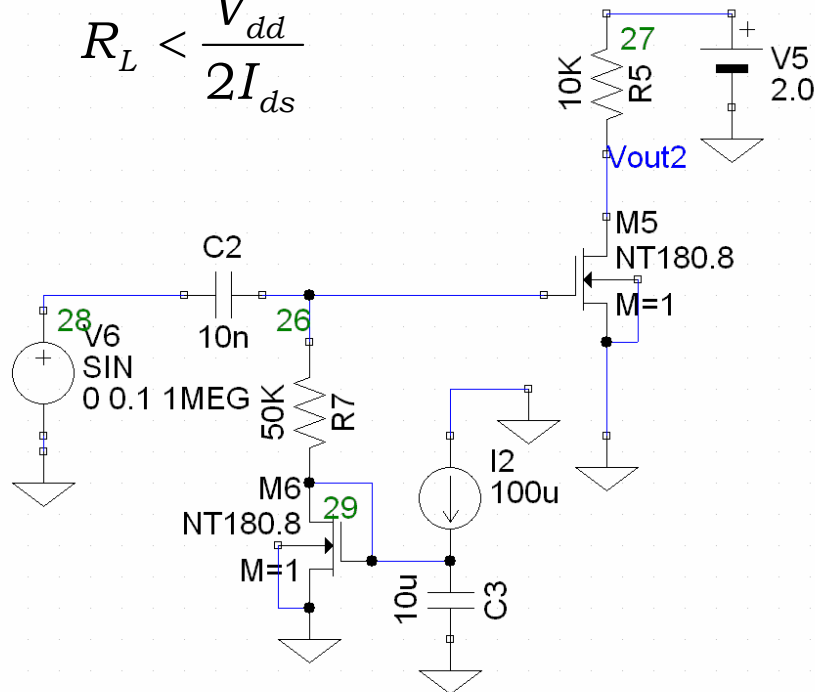 R_L < V_dd / 2I_ds
27
10K
R5
V5
2.0
Vout2
M5
NT180.8
M=1
C2
10n
28
26
V6
SIN
0 0.1 1MEG
50K
R7
I2
100u
M6
29
NT180.8
M=1
10u
C3